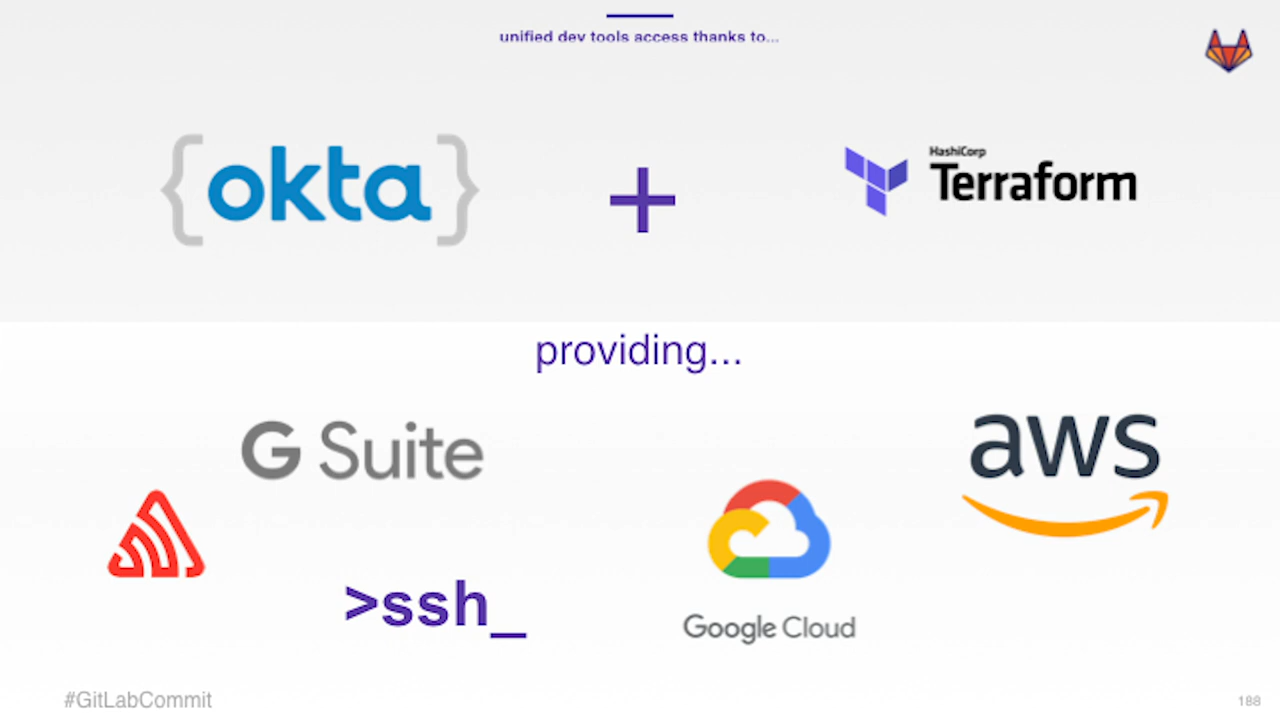 unified dev tools access thanks to...
{okta}
+
HashiCorp
Terraform
providing...
G Suite
aws
>ssh_
Google Cloud
#GitLabCommit
188